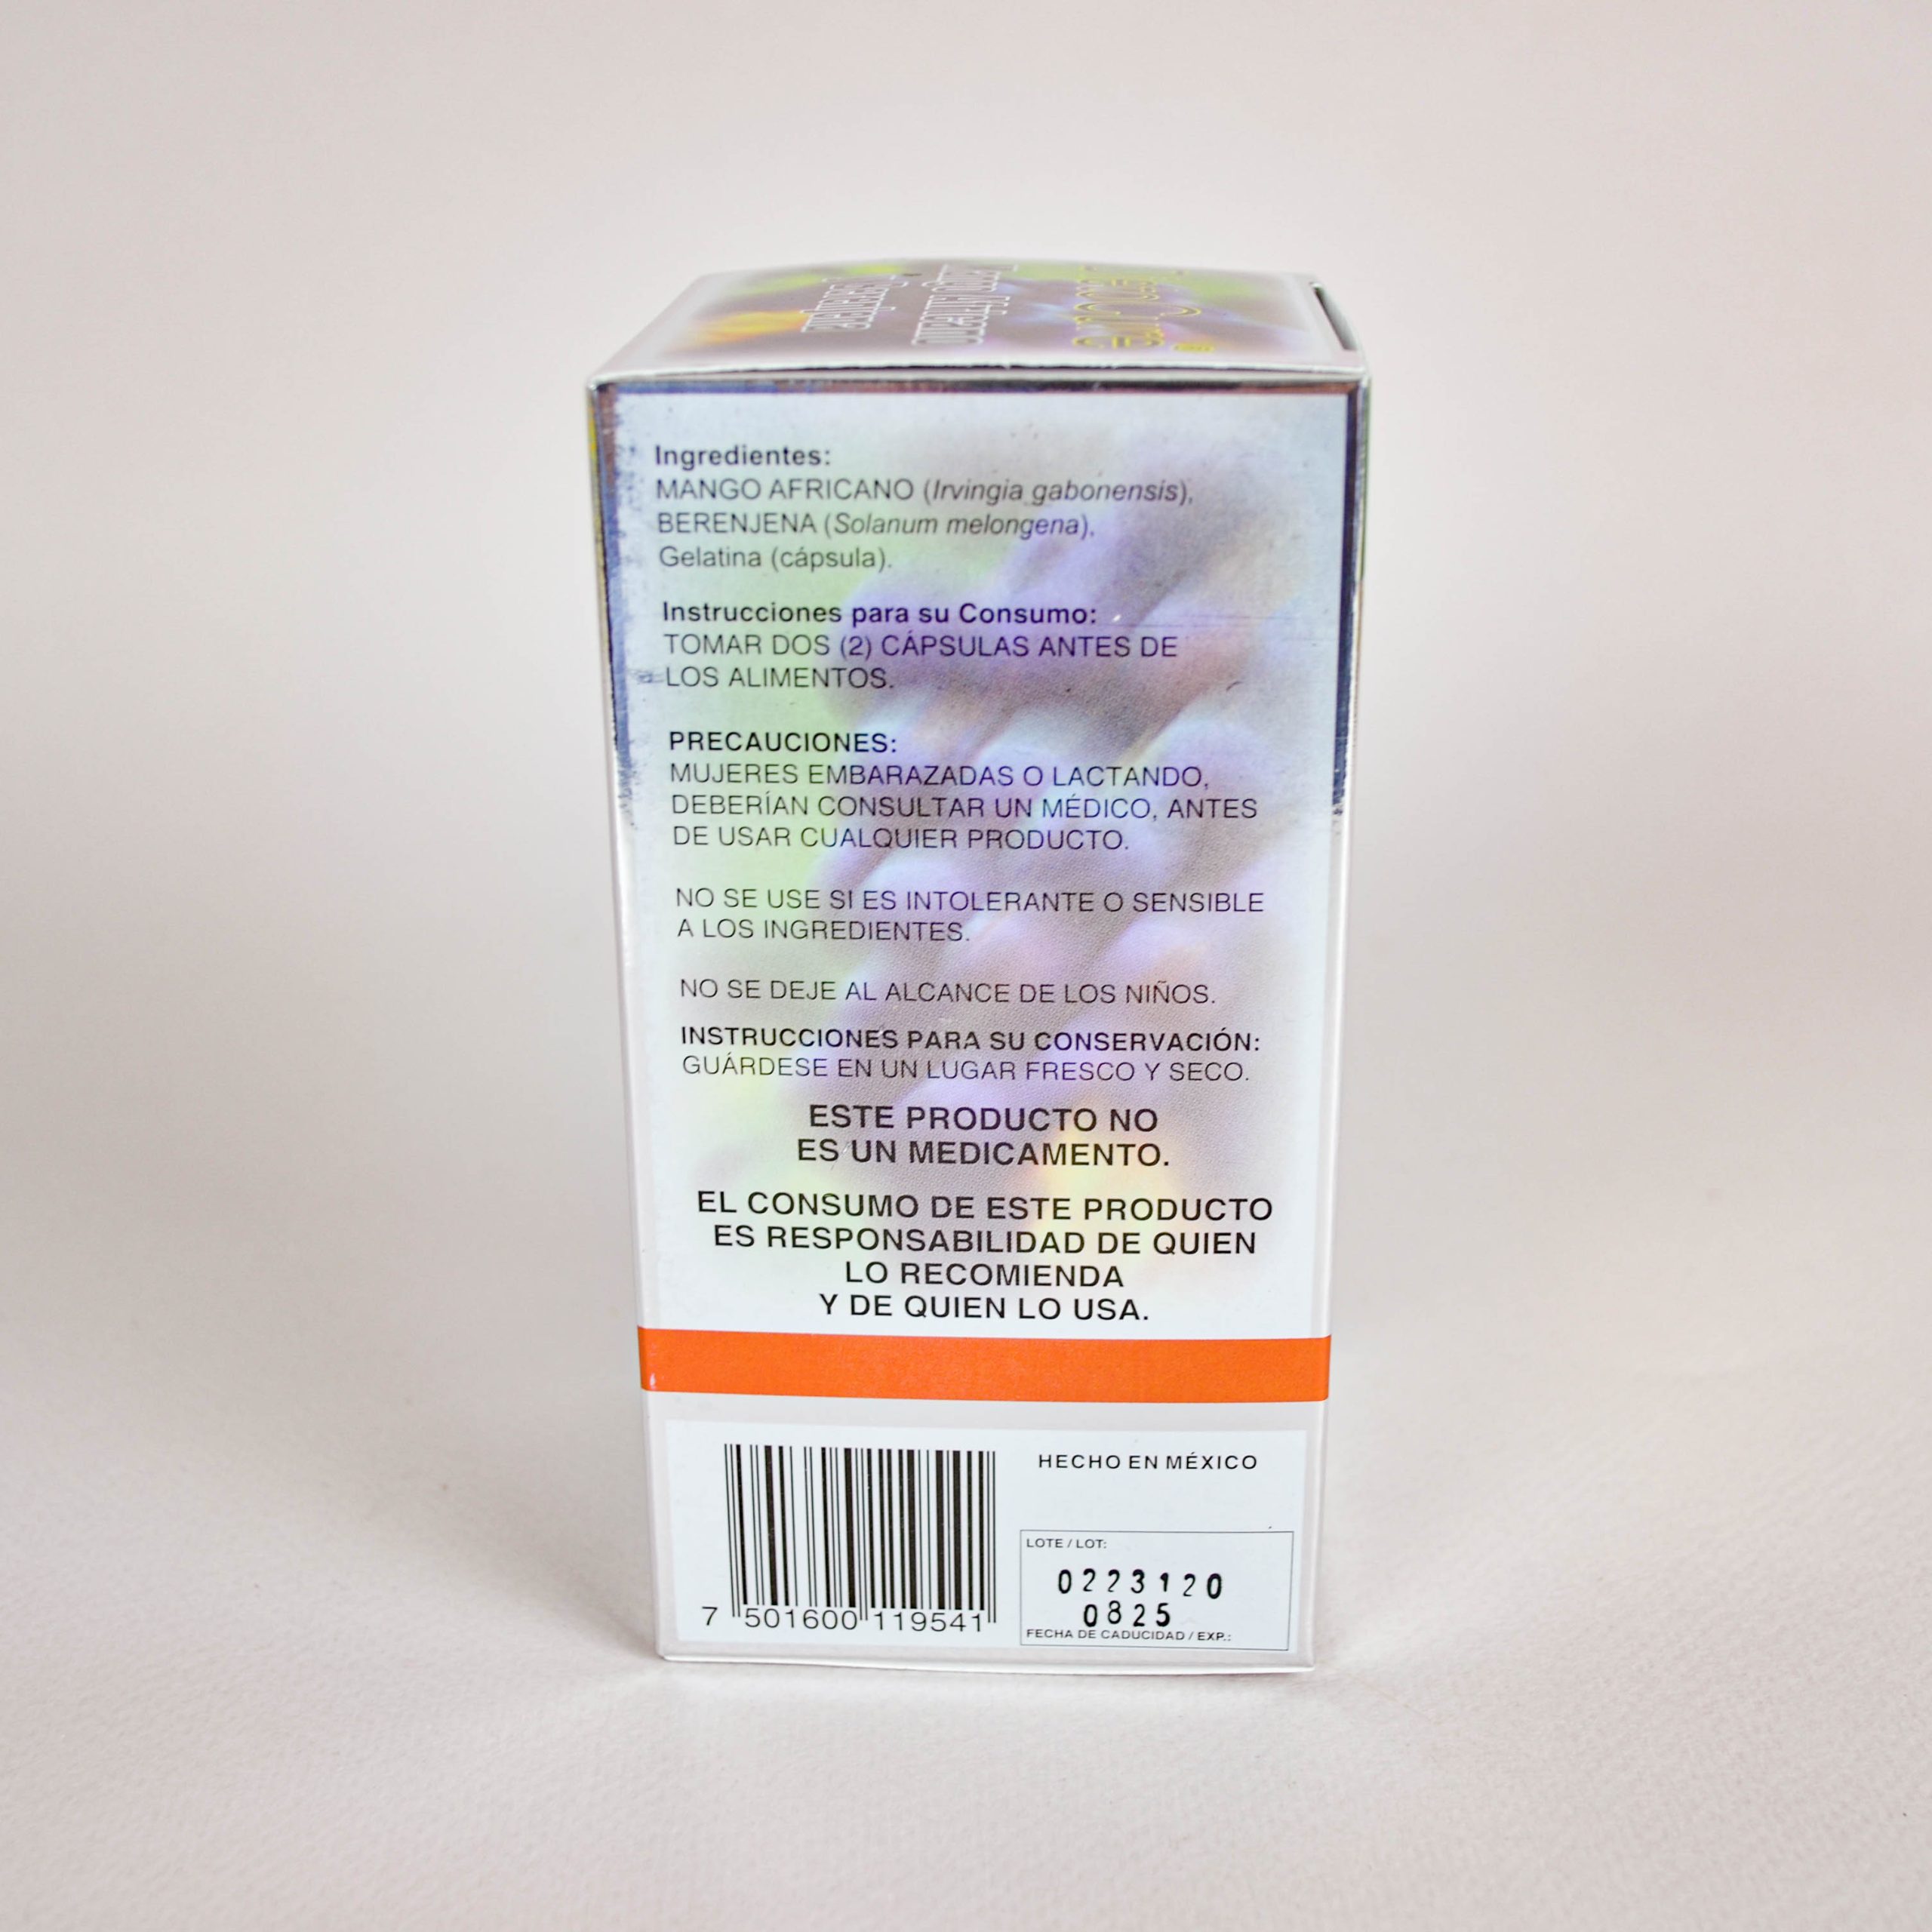 Ingredientes:
MANGO AFRICANO (Irvingia gabonensis),
BERENJENA (Solanum melongena),
Gelatina (cápsula).
Instrucciones para su Consumo:
TOMAR DOS (2) CÁPSULAS ANTES DE
LOS ALIMENTOS.
PRECAUCIONES:
MUJERES EMBARAZADAS O LACTANDO,
DEBERÍAN CONSULTAR UN MÉDICO, ANTES
DE USAR CUALQUIER PRODUCTO.
NO SE USE SI ES INTOLERANTE O SENSIBLE
A LOS INGREDIENTES.
NO SE DEJE AL ALCANCE DE LOS NIÑOS.
INSTRUCCIONES PARA SU CONSERVACIÓN:
GUÁRDESE EN UN LUGAR FRESCO Y SECO.
ESTE PRODUCTO NO
ES UN MEDICAMENTO.
EL CONSUMO DE ESTE PRODUCTO
ES RESPONSABILIDAD DE QUIEN
LO RECOMIENDA
Y DE QUIEN LO USA.
HECHO EN MÉXICO
LOTE / LOT:
0223120
0825
FECHA DE CADUCIDAD / EXP.:
7 501600 119541